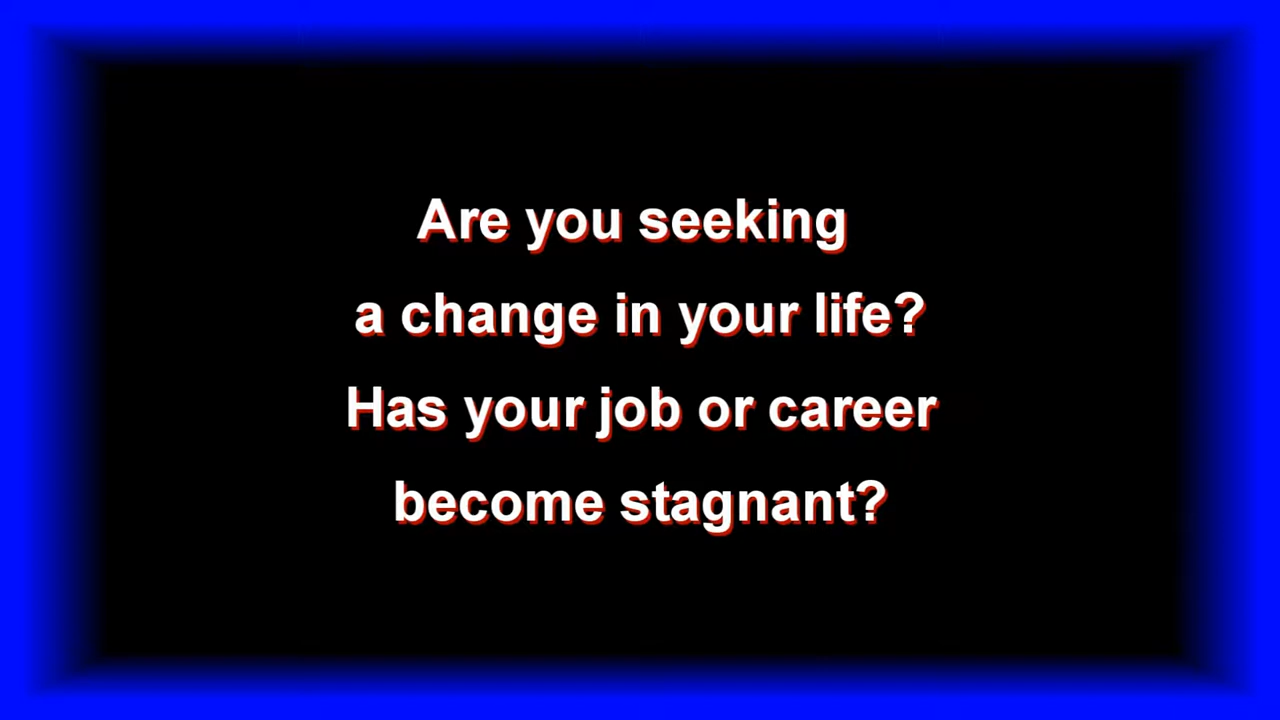 Are you seeking
a change in your life?
Has your job or career
become stagnant?